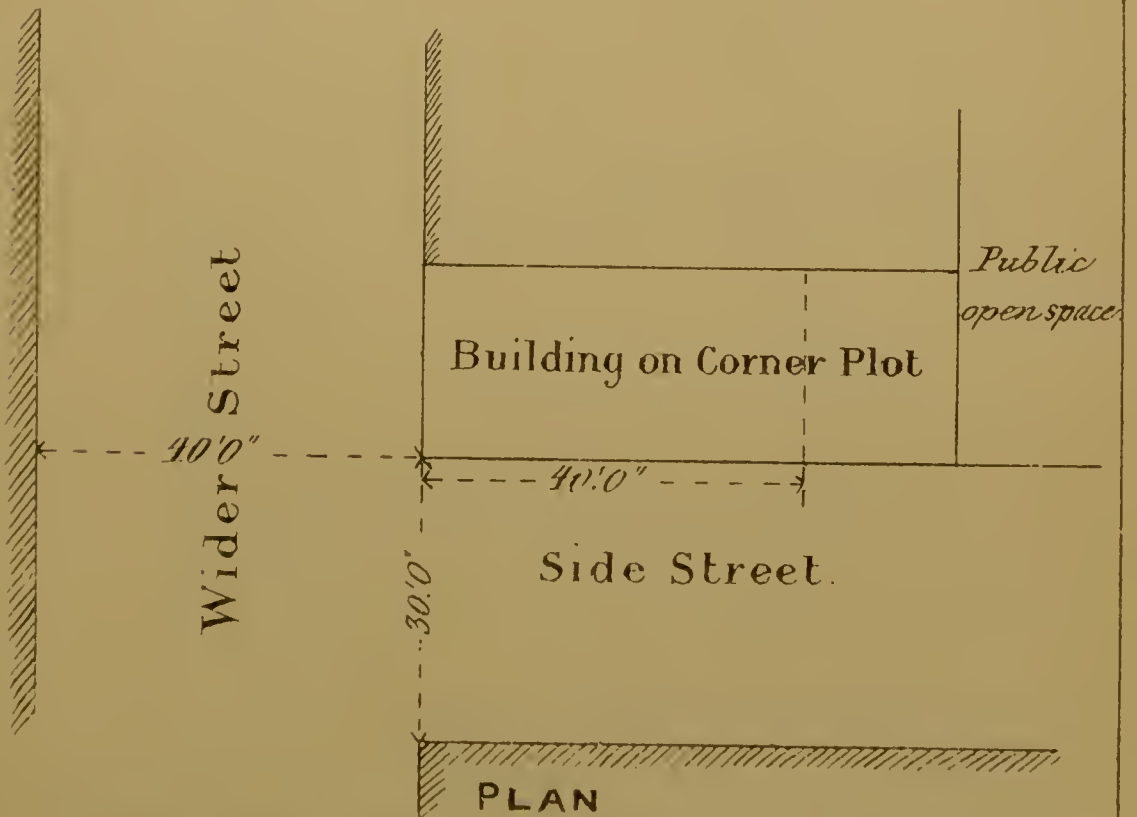 Wider Street
Public
open space
Building on Corner Plot
40'.0"
40'.0"
30'.0"
Side Street.
PLAN